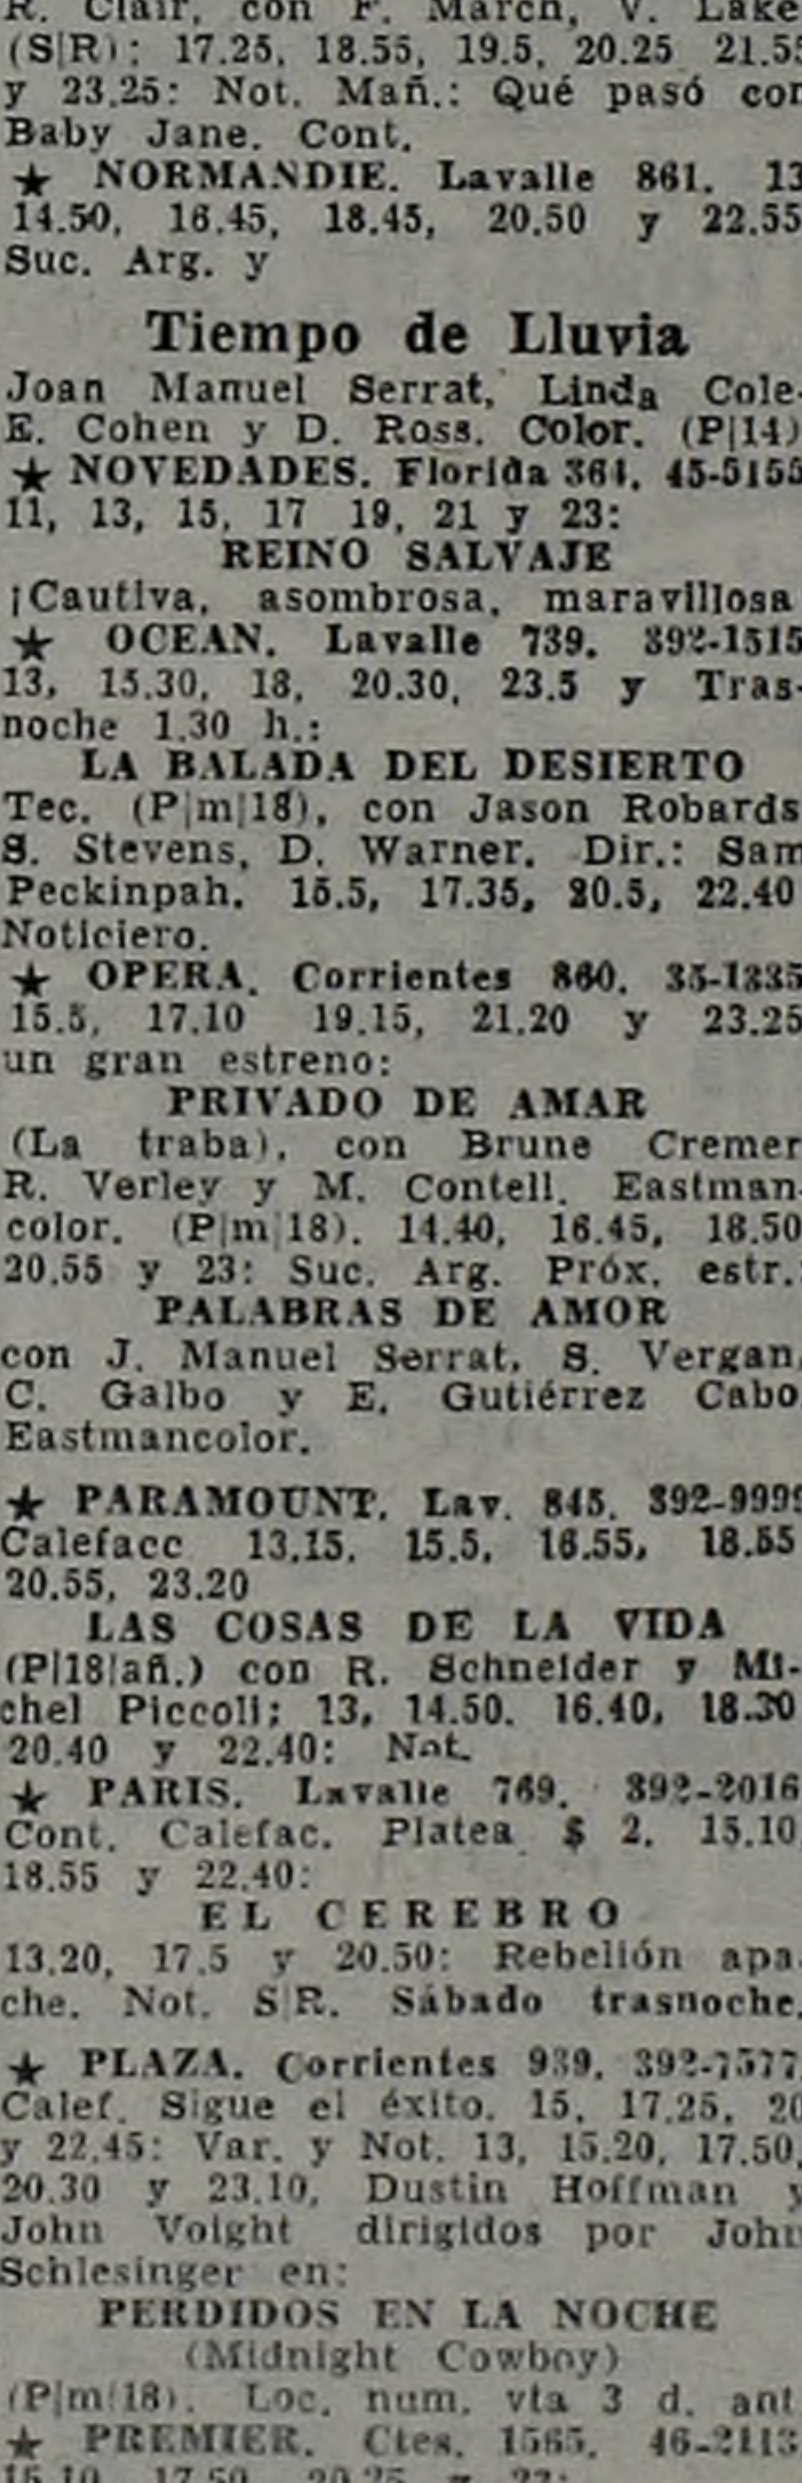 R. Clair, con F. March, V. Lake
(S|R): 17.25, 18.55, 19.5, 20.25 21.55
y 23.25: Not. Mañ.: Qué pasó con
Baby Jane. Cont.
★ NORMANDIE. Lavalle 861. 13
14.50, 16.45, 18.45, 20.50 y 22.55
Suc. Arg. y
Tiempo de Lluvia
Joan Manuel Serrat, Linda Cole-
E. Cohen y D. Ross. Color. (P|14)
★ NOVEDADES. Florida 361. 45-5155
11, 13, 15, 17 19, 21 y 23:
REINO SALVAJE
¡Cautiva, asombrosa, maravillosa
★ OCEAN. Lavalle 739. 392-1515
13, 15.30, 18, 20.30, 23.5 y Tras-
noche 1.30 h.:
LA BALADA DEL DESIERTO
Tec. (P|m|18), con Jason Robards
S. Stevens, D. Warner. Dir.: Sam
Peckinpah. 15.5, 17.35, 20.5, 22.40
Noticiero.
★ OPERA. Corrientes 860. 35-1335
15.5, 17.10 19.15, 21.20 y 23.25
un gran estreno:
PRIVADO DE AMAR
(La traba), con Brune Cremer
R. Verley y M. Contell. Eastman-
color. (P|m|18). 14.40, 16.45, 18.50
20.55 y 23: Suc. Arg. Próx. estr.:
PALABRAS DE AMOR
con J. Manuel Serrat, S. Vergan,
C. Galbo y E. Gutiérrez Cabo
Eastmancolor.
★ PARAMOUNT. Lav. 845. 392-9999
Calefacc 13.15, 15.5, 16.55, 18.55
20.55, 23.20
LAS COSAS DE LA VIDA
(P|18|añ.) con R. Schneider y Mi-
chel Piccoli; 13, 14.50, 16.40, 18.30
20.40 y 22.40: Not.
★ PARIS. Lavalle 769. 392-2016
Cont. Calefac. Platea $ 2. 15.10
18.55 y 22.40:
EL CEREBRO
13.20, 17.5 y 20.50: Rebelión apa-
che. Not. S|R. Sábado trasnoche.
★ PLAZA. Corrientes 939. 392-7577
Calef. Sigue el éxito. 15, 17.25, 20
y 22.45: Var. y Not. 13, 15.20, 17.50,
20.30 y 23.10, Dustin Hoffman y
John Voight dirigidos por John
Schlesinger en:
PERDIDOS EN LA NOCHE
(Midnight Cowboy)
(P|m|18). Loc. num. vta 3 d. ant
★ PREMIER. Ctes. 1565. 46-2113
15.10 17.50 20.25 y 23: